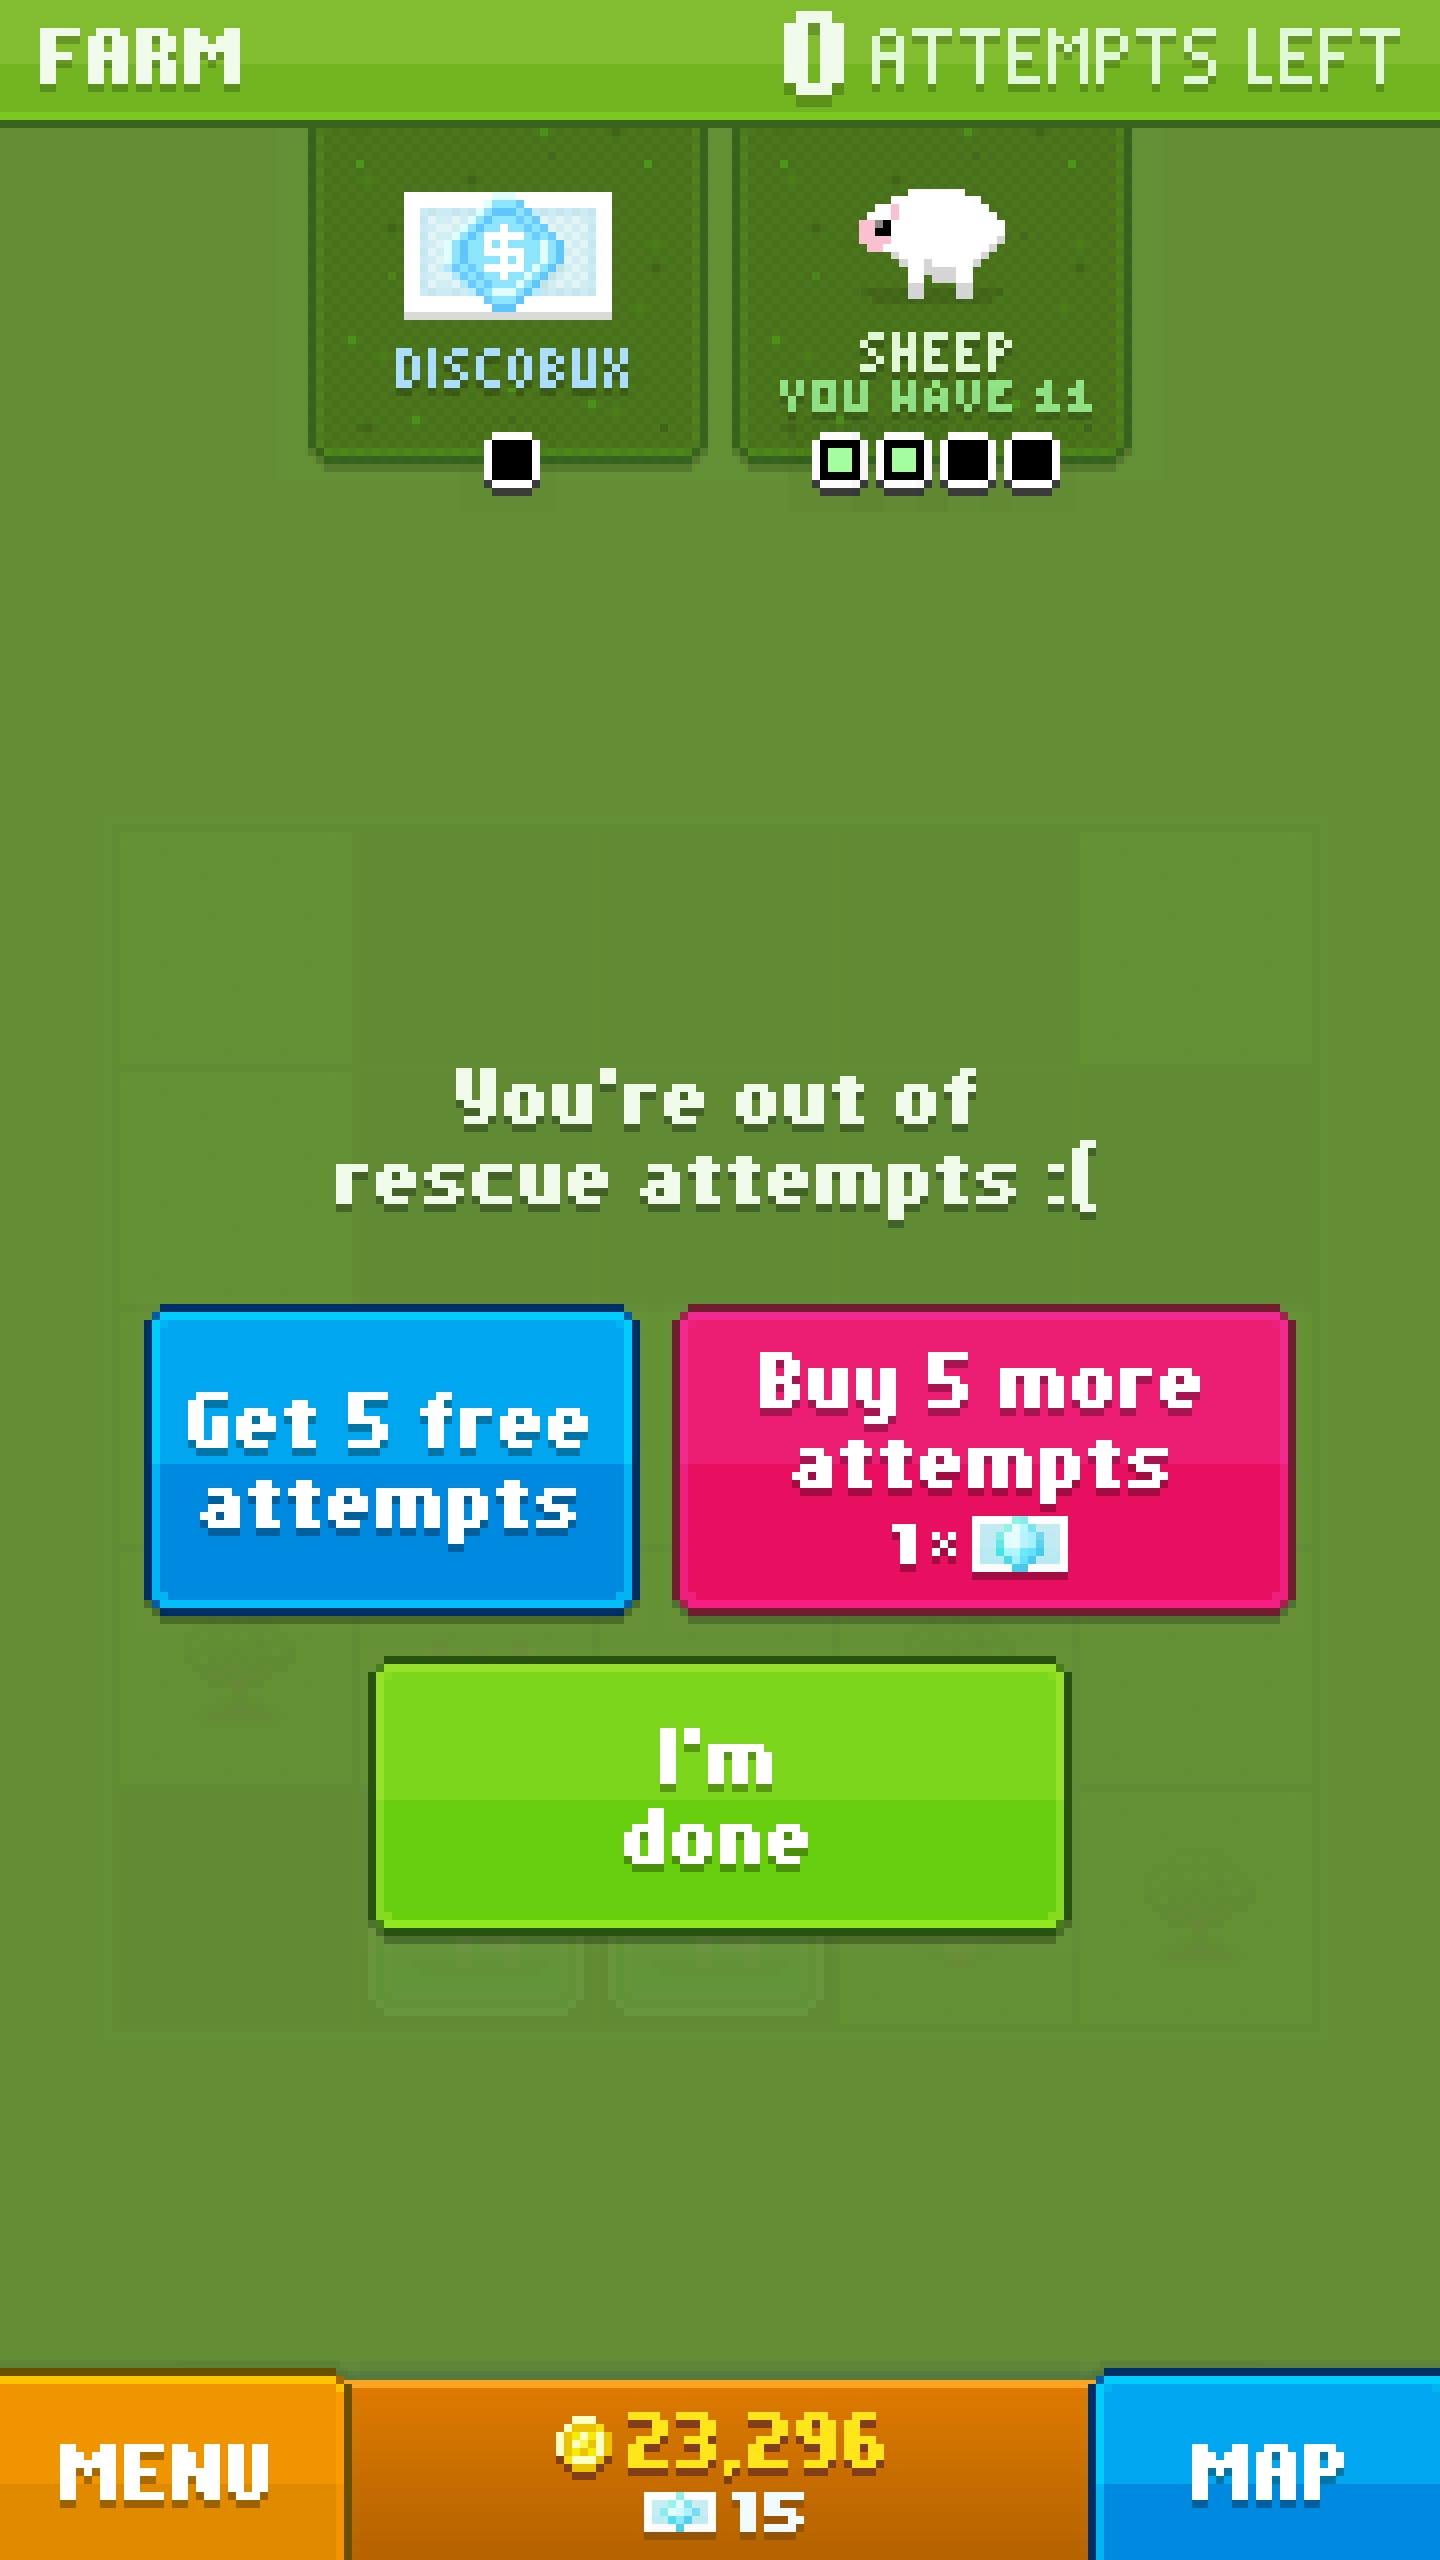 FARM
0 ATTEMPTS LEFT
$
DISCOBUX
SHEEP
YOU HAVE 11
You're out of
rescue attempts :(
Get 5 free
attempts
Buy 5 more
attempts
1×
I'm
done
MENU
23,296
15
MAP